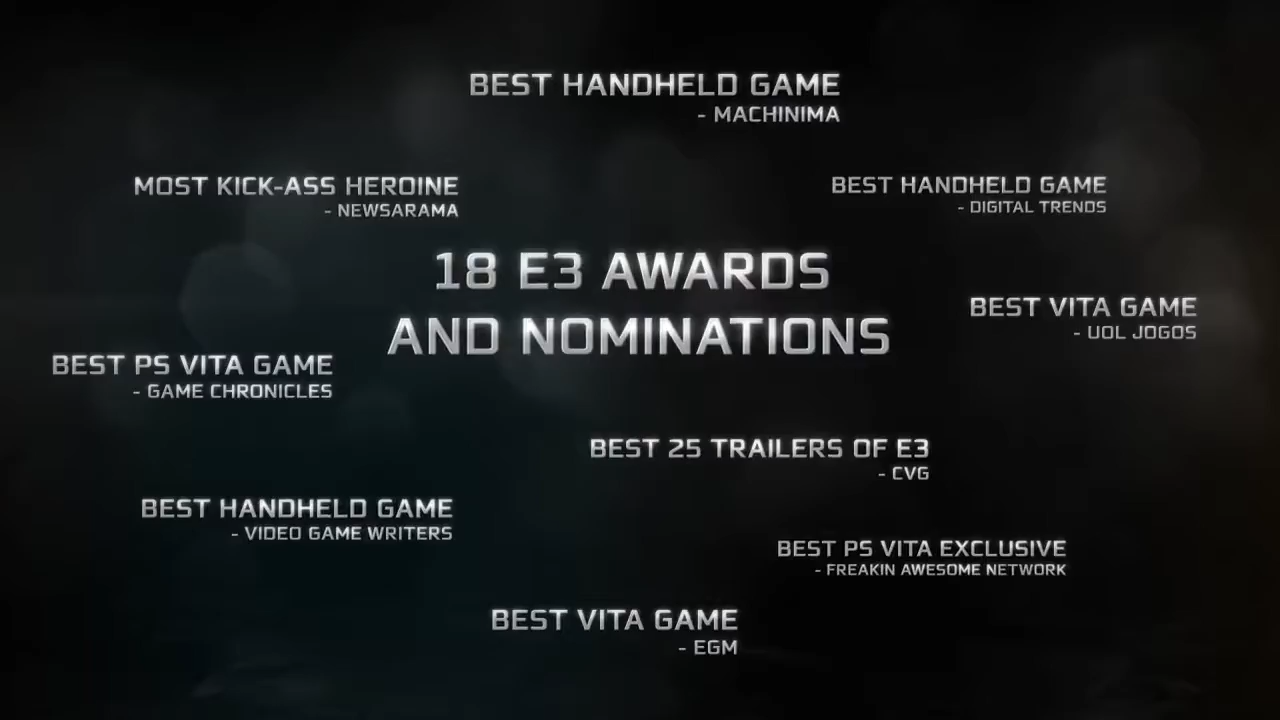 BEST HANDHELD GAME
- MACHINIMA
MOST KICK-ASS HEROINE
- NEWSARAMA
BEST HANDHELD GAME
- DIGITAL TRENDS
18 E3 AWARDS
AND NOMINATIONS
BEST VITA GAME
- UOL JOGOS
BEST PS VITA GAME
- GAME CHRONICLES
BEST 25 TRAILERS OF E3
- CVG
BEST HANDHELD GAME
- VIDEO GAME WRITERS
BEST PS VITA EXCLUSIVE
- FREAKIN AWESOME NETWORK
BEST VITA GAME
- EGM